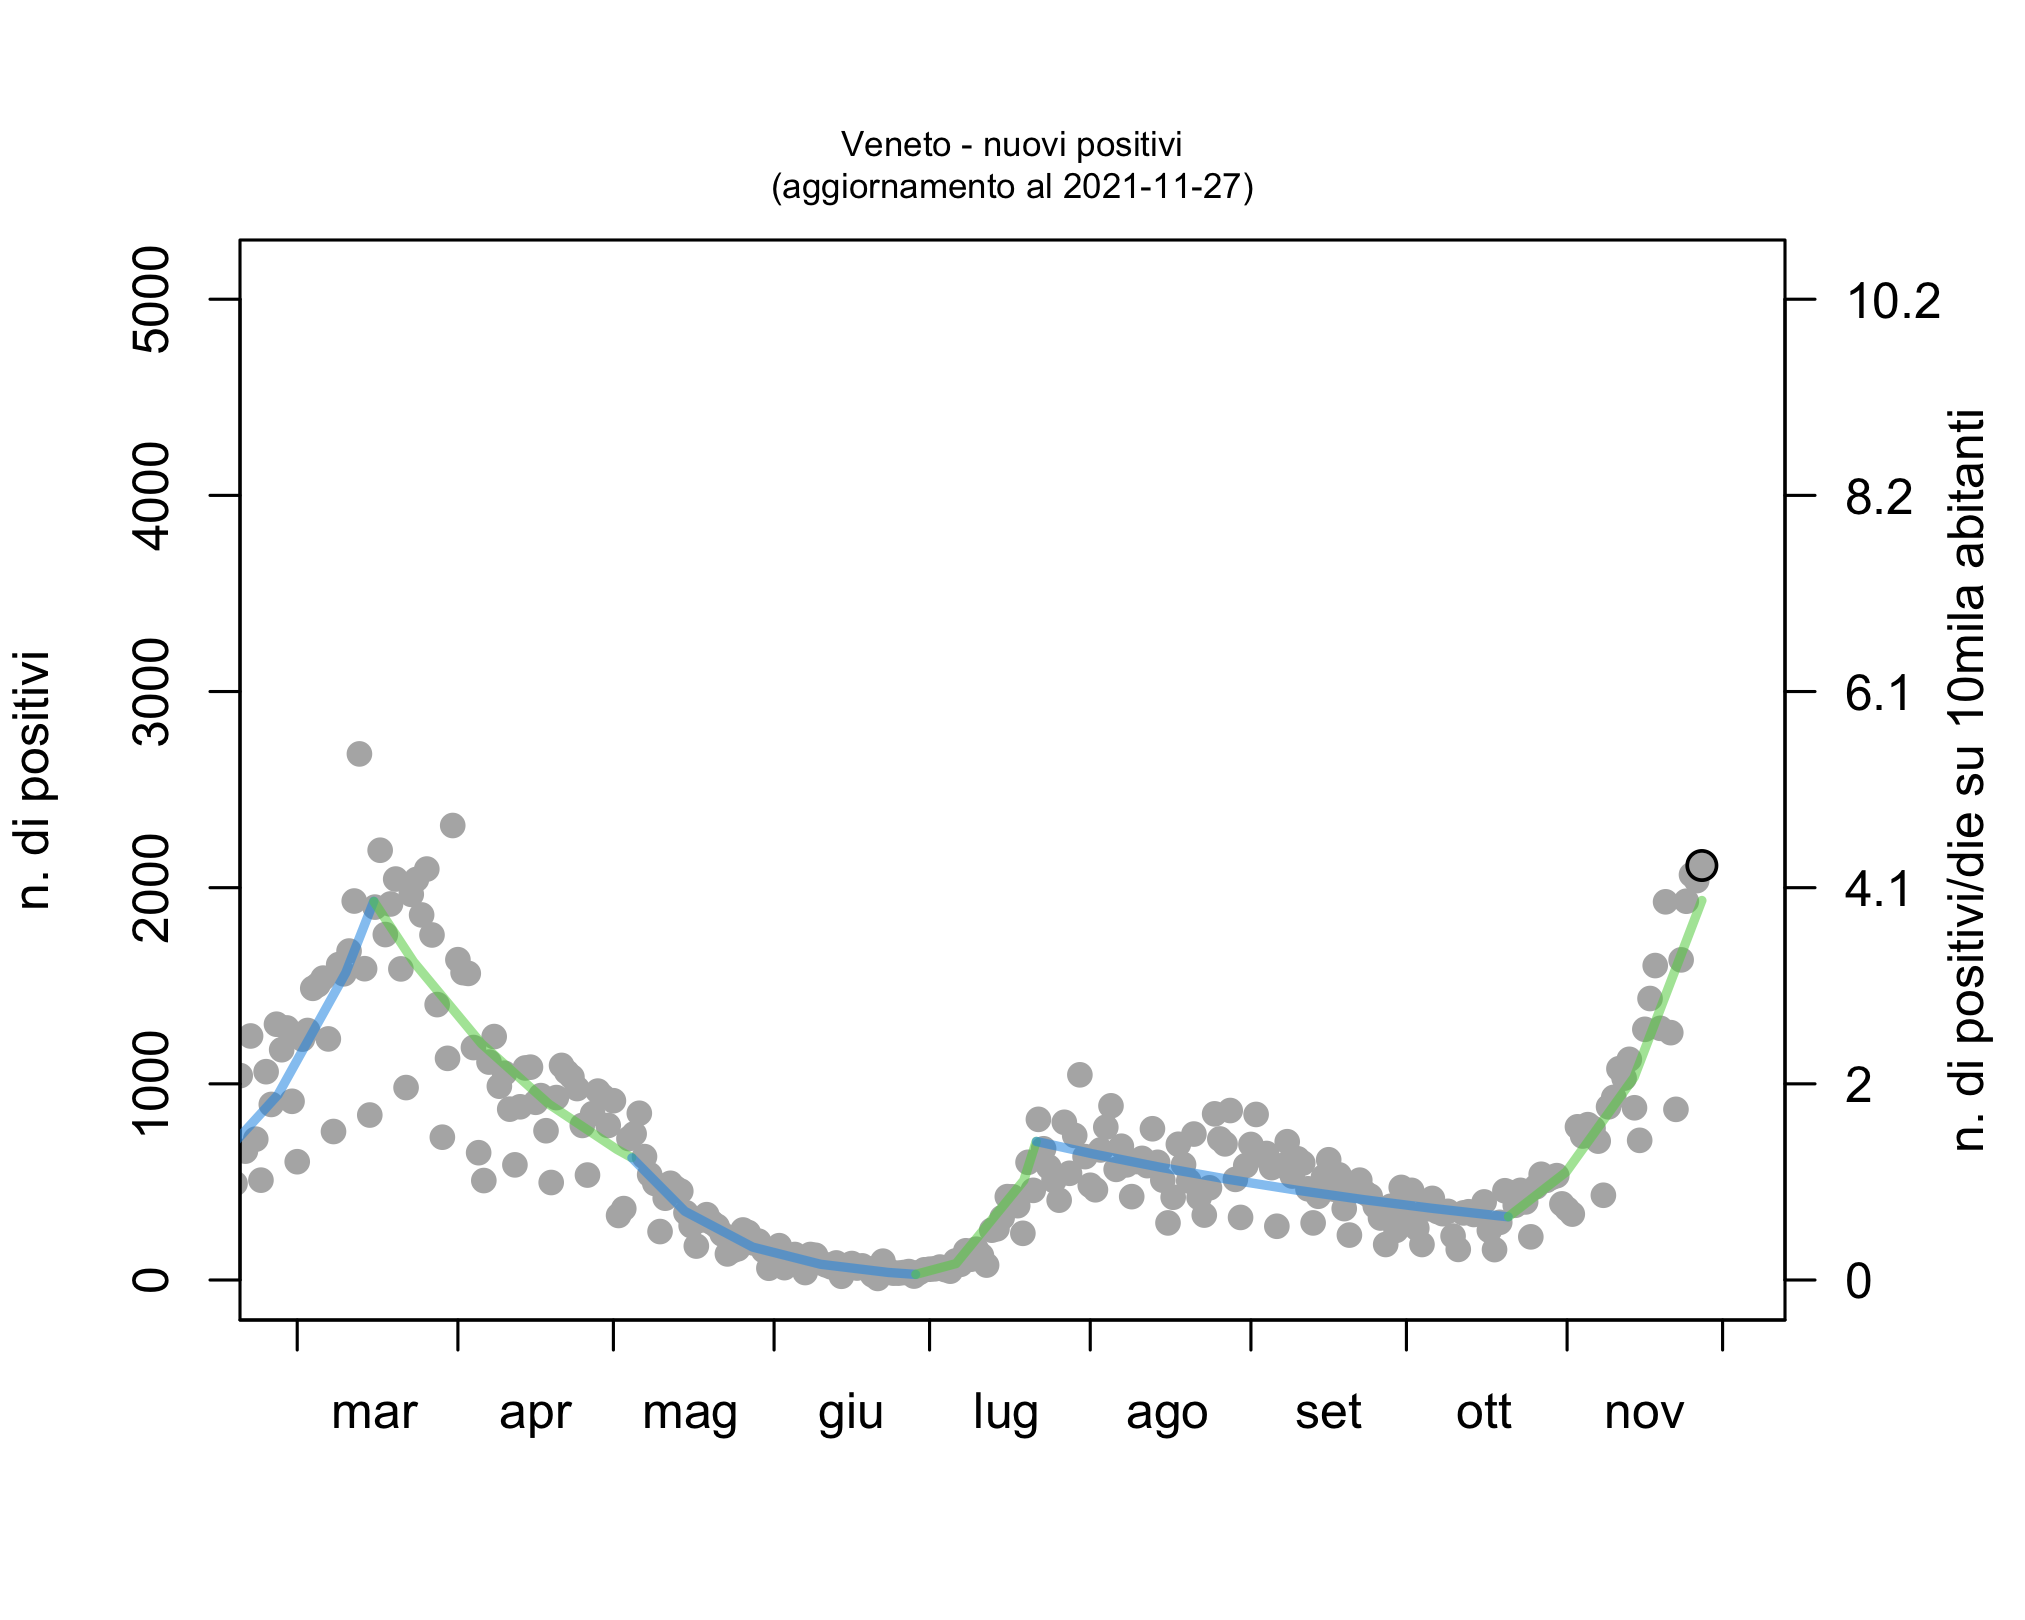 Veneto - nuovi positivi
(aggiornamento al 2021-11-27)
n. di positivi
5000
4000
3000
2000
1000
0
10.2
8.2
6.1
4.1
2
0
n. di positivi/die su 10mila abitanti
mar apr mag giu lug ago set ott nov